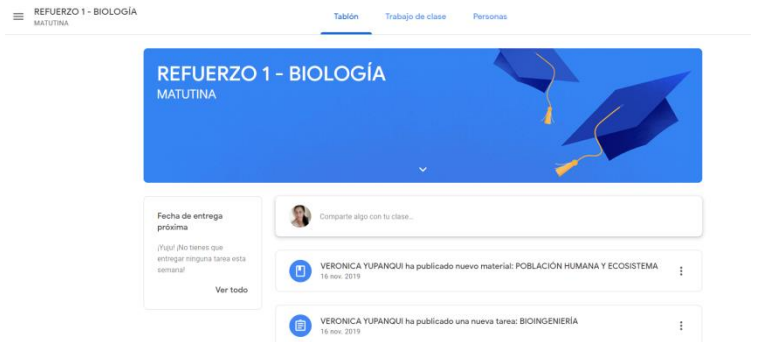 REFUERZO 1 - BIOLOGÍA
MATUTINA
Tablón Trabajo de clase Personas
REFUERZO 1 - BIOLOGÍA
MATUTINA
Fecha de entrega
próxima
¡Yuju! ¡No tienes que
entregar ninguna tarea esta
semana!
Ver todo
Comparte algo con tu clase...
VERONICA YUPANQUI ha publicado nuevo material: POBLACIÓN HUMANA Y ECOSISTEMA
16 nov. 2019
VERONICA YUPANQUI ha publicado una nueva tarea: BIOINGENIERÍA
16 nov. 2019